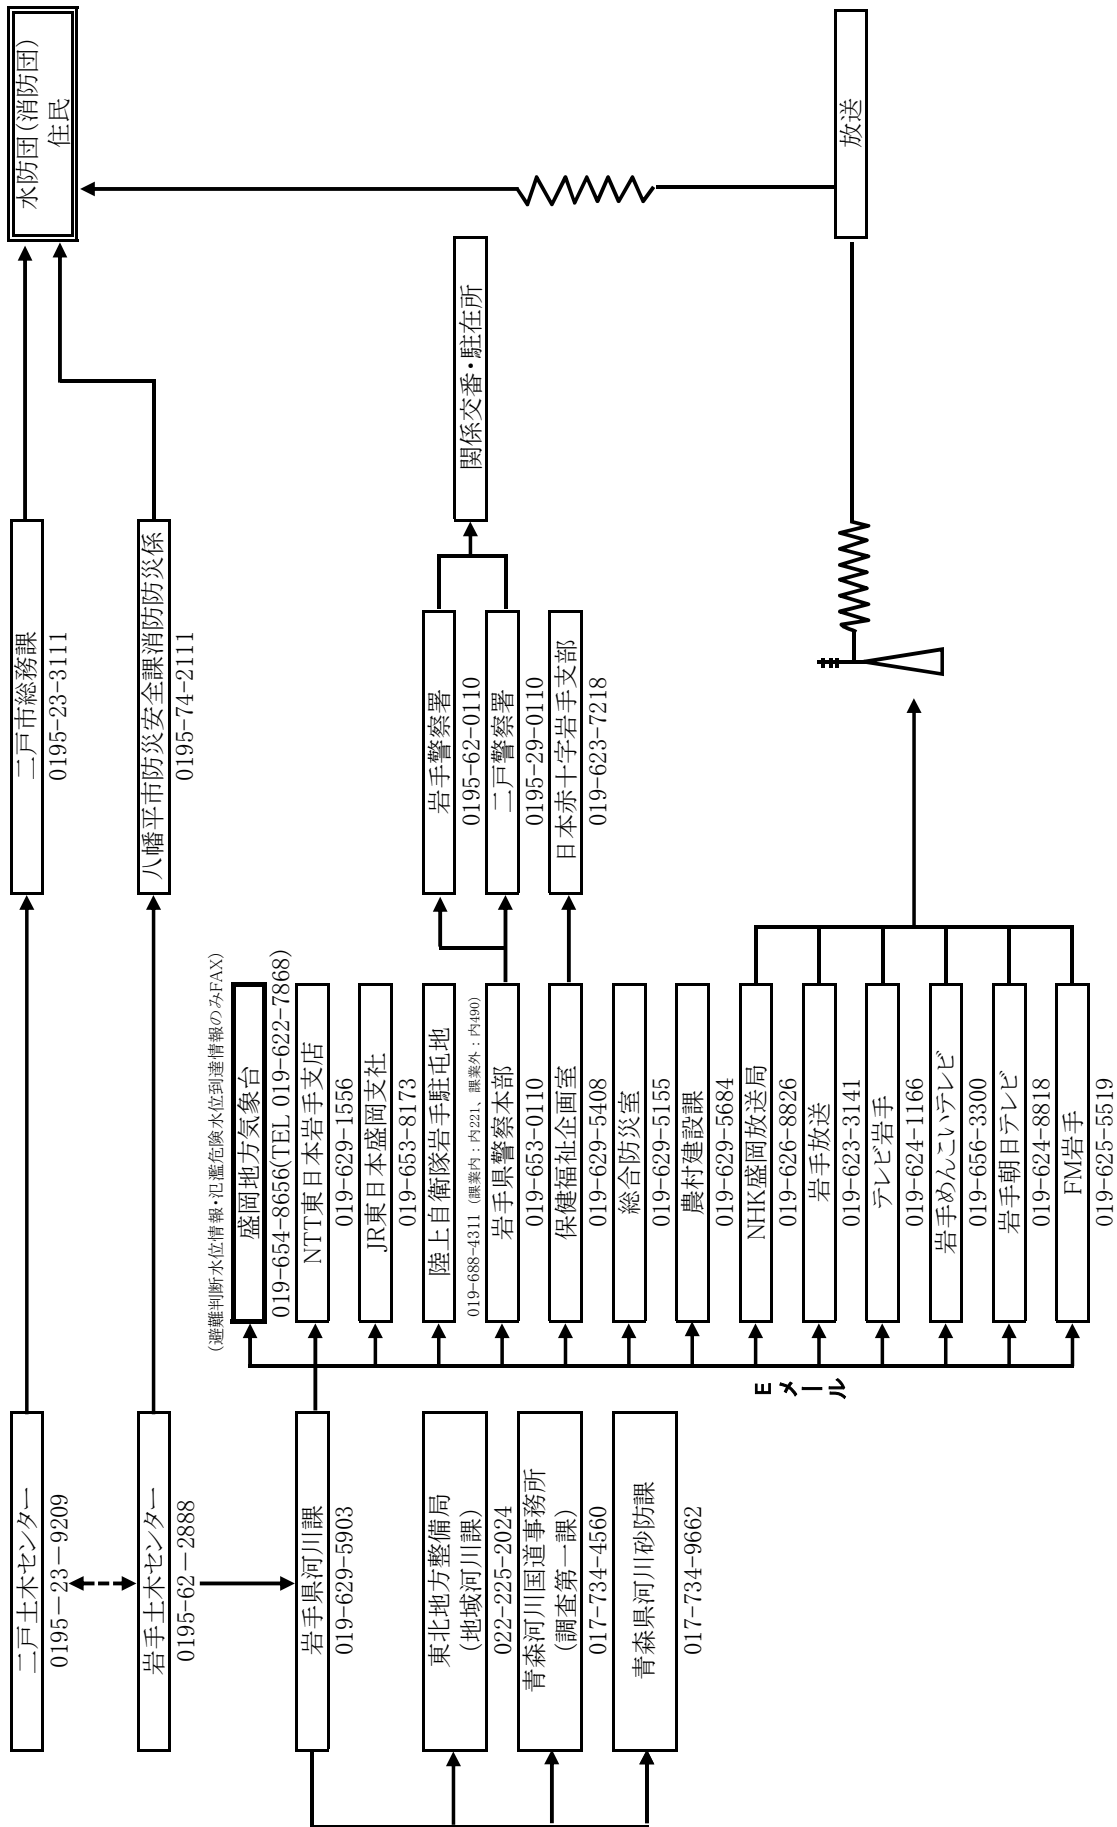 二戸土木センター
0195－23－9209
岩手土木センター
0195-62－2888
岩手県河川課
019-629-5903
東北地方整備局
（地域河川課）
022-225-2024
青森河川国道事務所
（調査第一課）
017-734-4560
青森県河川砂防課
017-734-9662
Eメール
（避難判断水位情報・氾濫危険水位到達情報のみFAX）
盛岡地方気象台
019-654-8656(TEL 019-622-7868)
NTT東日本岩手支店
019-629-1556
JR東日本盛岡支社
019-653-8173
陸上自衛隊岩手駐屯地
019-688-4311（課業内：内221、課業外：内490）
岩手県警察本部
019-653-0110
保健福祉企画室
019-629-5408
総合防災室
019-629-5155
農村建設課
019-629-5684
NHK盛岡放送局
019-626-8826
岩手放送
019-623-3141
テレビ岩手
019-624-1166
岩手めんこいテレビ
019-656-3300
岩手朝日テレビ
019-624-8818
FM岩手
019-625-5519
二戸市総務課
0195-23-3111
八幡平市防災安全課消防防災係
0195-74-2111
岩手警察署
0195-62-0110
二戸警察署
0195-29-0110
日本赤十字岩手支部
019-623-7218
関係交番・駐在所
水防団（消防団）
住民
放送